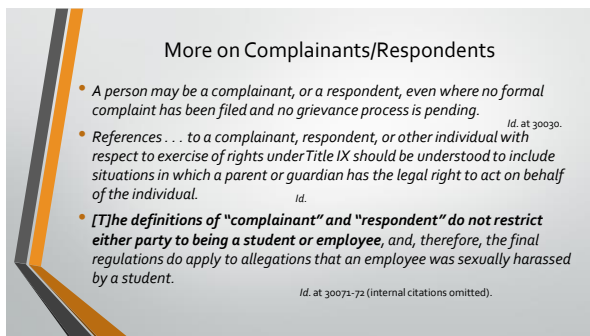 More on Complainants/Respondents
• A person may be a complainant, or a respondent, even where no formal
complaint has been filed and no grievance process is pending.
Id. at 30030.
• References . . . to a complainant, respondent, or other individual with
respect to exercise of rights under Title IX should be understood to include
situations in which a parent or guardian has the legal right to act on behalf
of the individual.
Id.
• [T]he definitions of “complainant” and “respondent” do not restrict
either party to being a student or employee, and, therefore, the final
regulations do apply to allegations that an employee was sexually harassed
by a student.
Id. at 30071-72 (internal citations omitted).